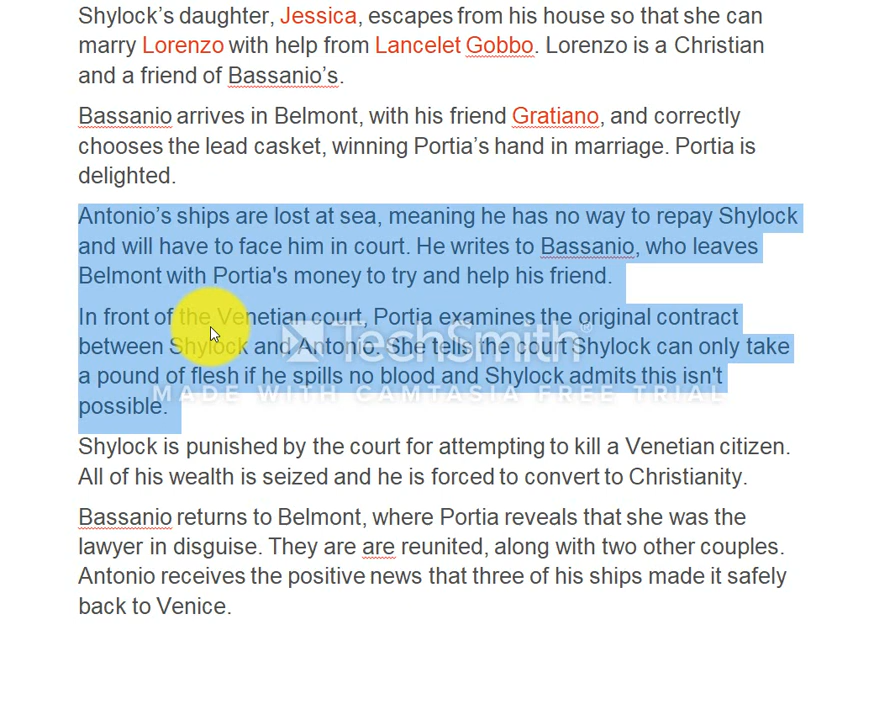 Shylock’s daughter, Jessica, escapes from his house so that she can
marry Lorenzo with help from Lancelet Gobbo. Lorenzo is a Christian
and a friend of Bassanio’s.
Bassanio arrives in Belmont, with his friend Gratiano, and correctly
chooses the lead casket, winning Portia’s hand in marriage. Portia is
delighted.
Antonio’s ships are lost at sea, meaning he has no way to repay Shylock
and will have to face him in court. He writes to Bassanio, who leaves
Belmont with Portia's money to try and help his friend.
In front of the Venetian court, Portia examines the original contract
between Shylock and Antonio. She tells the court Shylock can only take
a pound of flesh if he spills no blood and Shylock admits this isn't
possible.
TechSmith®
MADE WITH CAMTASIA FREE TRIAL
Shylock is punished by the court for attempting to kill a Venetian citizen.
All of his wealth is seized and he is forced to convert to Christianity.
Bassanio returns to Belmont, where Portia reveals that she was the
lawyer in disguise. They are are reunited, along with two other couples.
Antonio receives the positive news that three of his ships made it safely
back to Venice.